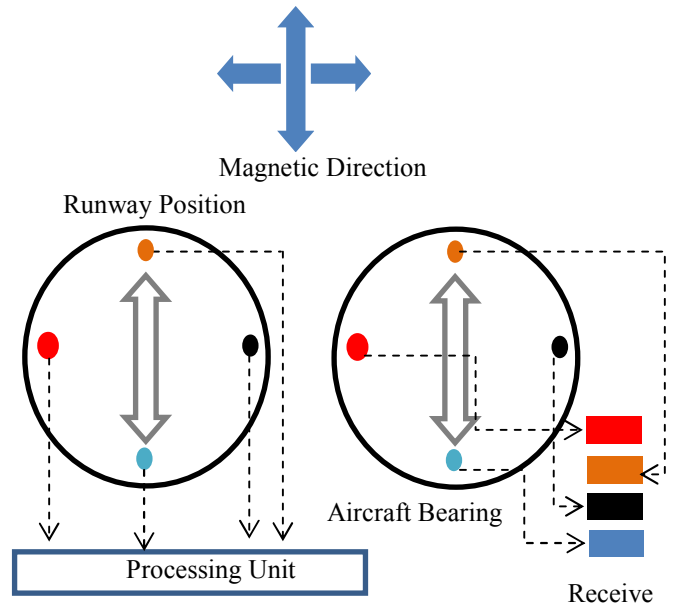 Magnetic Direction
Runway Position
Aircraft Bearing
Processing Unit
Receive